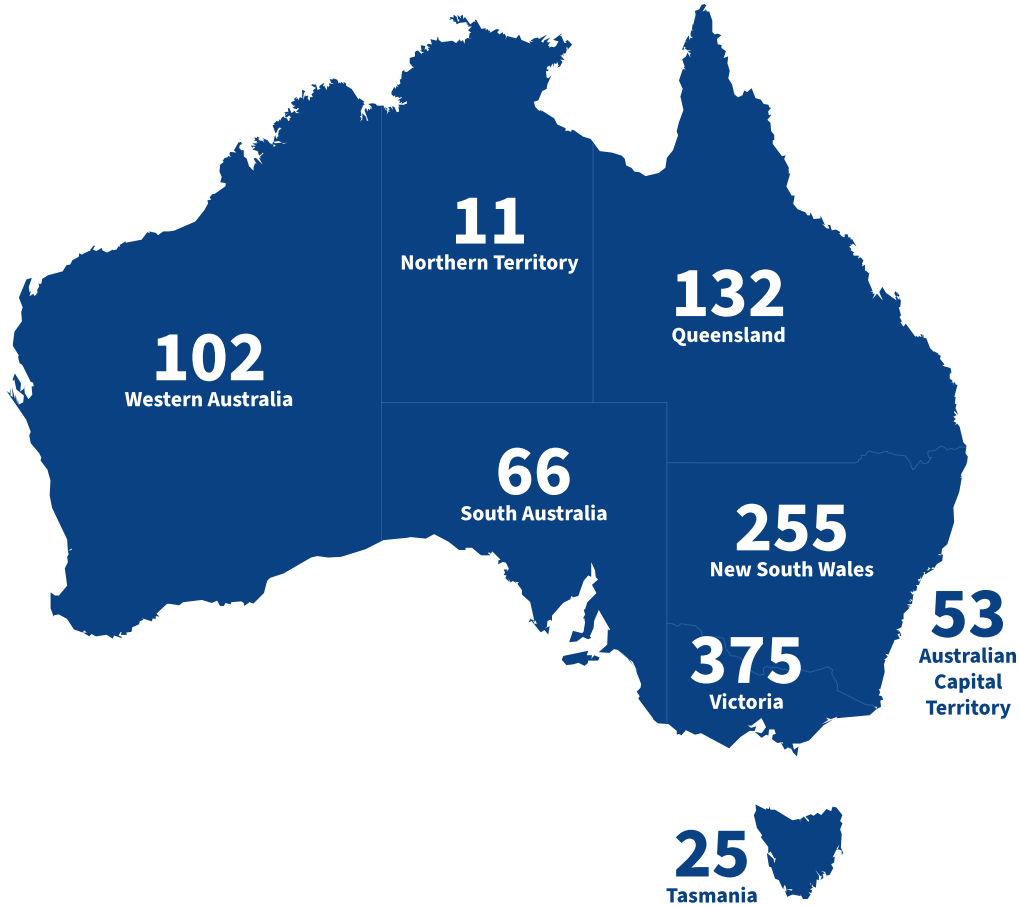 11
Northern Territory
132
Queensland
102
Western Australia
66
South Australia
255
New South Wales
53
Australian
Capital
Territory
375
Victoria
25
Tasmania